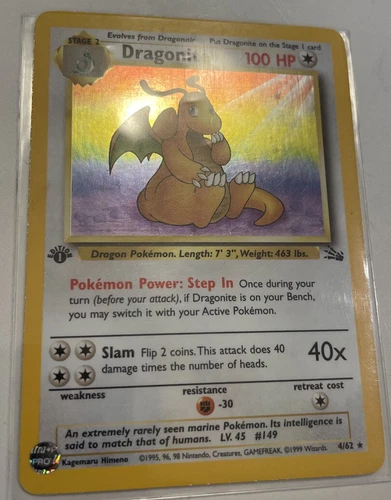 STAGE 2 Evolves from Dragonair Put Dragonite on the Stage 1 card
100 HP
Dragon Pokémon. Length: 7' 3", Weight: 463 lbs.
EDITION
1
Pokémon Power: Step In Once during your
turn (before your attack), if Dragonite is on your Bench,
you may switch it with your Active Pokémon.
Slam Flip 2 coins. This attack does 40
damage times the number of heads.
40x
weakness resistance retreat cost
-30
An extremely rarely seen marine Pokémon. Its intelligence is
said to match that of humans. LV. 45 #149
Kagemaru Himeno ©1995, 96, 98 Nintendo, Creatures, GAMEFREAK. ©1999 Wizards. 4/62 ★